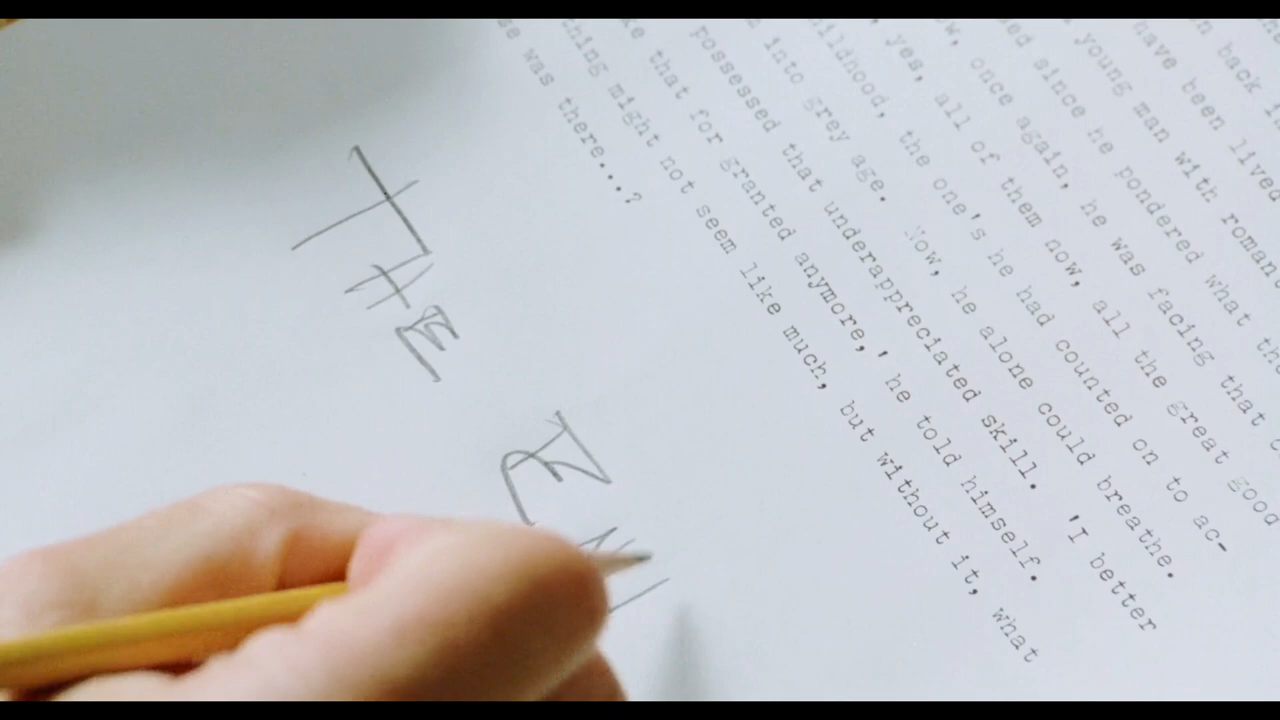 back
have been lived
young man with
since he pondered what
once again, he was facing that
yes, all of them now, all the great good
the one's he had counted on to ac-
into grey age. Now, he alone could breathe.
possessed that underappreciated skill. 'I better
that for granted anymore,' he told himself.
thing might not seem like much, but without it, what
was there....?
THE
EN